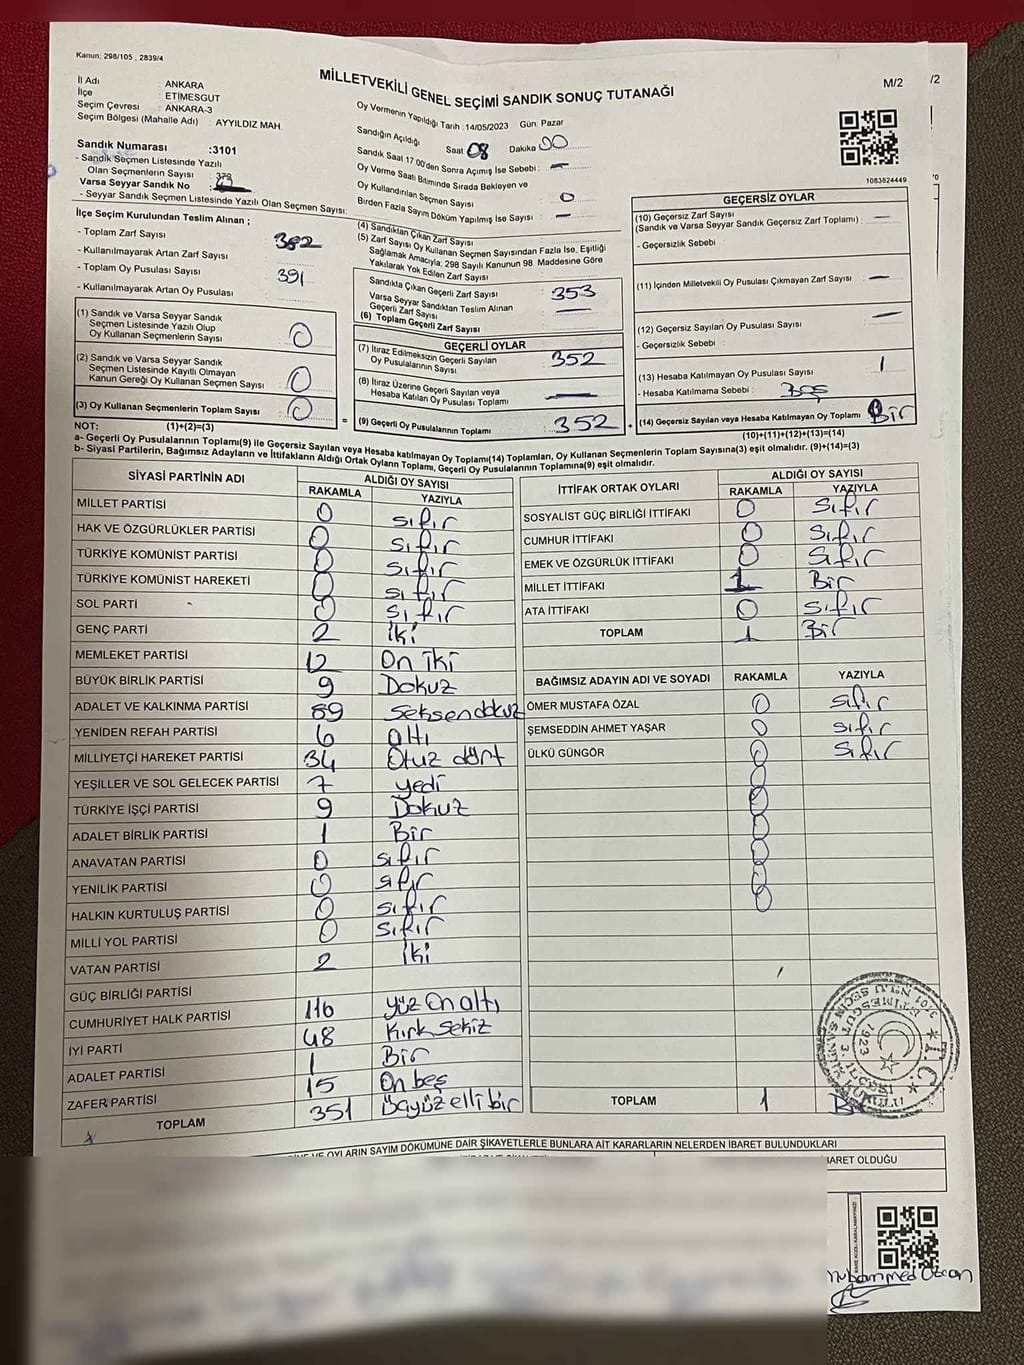 Kanun: 298/105 , 2839/4
MİLLETVEKİLİ GENEL SEÇİMİ SANDIK SONUÇ TUTANAĞI
M/2
/2
İl Adı : ANKARA
İlçe : ETİMESGUT
Seçim Çevresi : ANKARA-3
Seçim Bölgesi (Mahalle Adı) : AYYILDIZ MAH.
Sandık Numarası :3101
- Sandık Seçmen Listesinde Yazılı
Olan Seçmenlerin Sayısı
Varsa Seyyar Sandık No
- Seyyar Sandık Seçmen Listesinde Yazılı Olan Seçmen Sayısı:
Oy Vermenin Yapıldığı Tarih : 14/05/2023 Gün: Pazar
Sandığın Açıldığı Saat 08 Dakika 00
Sandık Saat 17:00'den Sonra Açımış İse Sebebi : —
Oy Verme Saati Bitiminde Sırada Bekleyen ve
Oy Kullandırılan Seçmen Sayısı : 0
Birden Fazla Sayım Döküm Yapılmış İse Sayısı : —
1083824449
İlçe Seçim Kurulundan Teslim Alınan ;
- Toplam Zarf Sayısı : 382
- Kullanılmayarak Artan Zarf Sayısı
- Toplam Oy Pusulası Sayısı : 391
- Kullanılmayarak Artan Oy Pusulası
(1) Sandık ve Varsa Seyyar Sandık
Seçmen Listesinde Yazılı Olup
Oy Kullanan Seçmenlerin Sayısı : 0
(2) Sandık ve Varsa Seyyar Sandık
Seçmen Listesinde Kayıtlı Olmayan
Kanun Gereği Oy Kullanan Seçmen Sayısı : 0
(3) Oy Kullanan Seçmenlerin Toplam Sayısı : 0
(1)+(2)=(3)
(4) Sandıktan Çıkan Zarf Sayısı
(5) Zarf Sayısı Oy Kullanan Seçmen Sayısından Fazla İse, Eşitliği
Sağlamak Amacıyla, 298 Sayılı Kanunun 98. Maddesine Göre
Yakılarak Yok Edilen Zarf Sayısı
Sandıkta Çıkan Geçerli Zarf Sayısı : 353
Varsa Seyyar Sandıktan Teslim Alınan
Geçerli Zarf Sayısı —
(6) Toplam Geçerli Zarf Sayısı
GEÇERLİ OYLAR
(7) İtiraz Edilmeksizin Geçerli Sayılan
Oy Pusulalarının Sayısı : 352
(8) İtiraz Üzerine Geçerli Sayılan veya
Hesaba Katılan Oy Pusulası Toplamı : —
= (9) Geçerli Oy Pusulalarının Toplamı : 352
GEÇERSİZ OYLAR
(10) Geçersiz Zarf Sayısı : —
(Sandık ve Varsa Seyyar Sandık Geçersiz Zarf Toplamı)
- Geçersizlik Sebebi
(11) İçinden Milletvekil Oy Pusulası Çıkmayan Zarf Sayısı : —
(12) Geçersiz Sayılan Oy Pusulası Sayısı : —
- Geçersizlik Sebebi :
(13) Hesaba Katılmayan Oy Pusulası Sayısı : 1
- Hesaba Katılmama Sebebi : Boş
+ (14) Geçersiz Sayılan veya Hesaba Katılmayan Oy Toplamı : Bir
(10)+(11)+(12)+(13)=(14)
NOT:
a- Geçerli Oy Pusulalarının Toplamı(9) ile Geçersiz Sayılan veya Hesaba katılmayan Oy Toplamı(14) Toplamları, Oy Kullanan Seçmenlerin Toplam Sayısına(3) eşit olmalıdır. (9)+(14)=(3)
b- Siyasi Partilerin, Bağımsız Adayların ve İttifakların Aldığı Ortak Oyların Toplamı, Geçerli Oy Pusulalarının Toplamına(9) eşit olmalıdır.
SİYASİ PARTİNİN ADI ALDIĞI OY SAYISI
RAKAMLA YAZIYLA
MİLLET PARTİSİ 0 sıfır
HAK VE ÖZGÜRLÜKLER PARTİSİ 0 sıfır
TÜRKİYE KOMÜNİST PARTİSİ 0 sıfır
TÜRKİYE KOMÜNİST HAREKETİ 0 sıfır
SOL PARTİ 0 sıfır
GENÇ PARTİ 2 iki
MEMLEKET PARTİSİ 12 On iki
BÜYÜK BİRLİK PARTİSİ 9 Dokuz
ADALET VE KALKINMA PARTİSİ 89 Seksen dokuz
YENİDEN REFAH PARTİSİ 6 altı
MİLLİYETÇİ HAREKET PARTİSİ 34 Otuz dört
YEŞİLLER VE SOL GELECEK PARTİSİ 7 yedi
TÜRKİYE İŞÇİ PARTİSİ 9 Dokuz
ADALET BİRLİK PARTİSİ 1 Bir
ANAVATAN PARTİSİ 0 sıfır
YENİLİK PARTİSİ 0 sıfır
HALKIN KURTULUŞ PARTİSİ 0 sıfır
MİLLİ YOL PARTİSİ 0 sıfır
VATAN PARTİSİ 2 iki
GÜÇ BİRLİĞİ PARTİSİ
CUMHURİYET HALK PARTİSİ 116 yüz on altı
İYİ PARTİ 48 Kırk sekiz
ADALET PARTİSİ 1 Bir
ZAFER PARTİSİ 15 On beş
TOPLAM 351 Üçyüz elli bir
İTTİFAK ORTAK OYLARI ALDIĞI OY SAYISI
RAKAMLA YAZIYLA
SOSYALİST GÜÇ BİRLİĞİ İTTİFAKI 0 sıfır
CUMHUR İTTİFAKI 0 sıfır
EMEK VE ÖZGÜRLÜK İTTİFAKI 0 sıfır
MİLLET İTTİFAKI 1 Bir
ATA İTTİFAKI 0 sıfır
TOPLAM 1 Bir
BAĞIMSIZ ADAYIN ADI VE SOYADI RAKAMLA YAZIYLA
ÖMER MUSTAFA ÖZAL 0 sıfır
ŞEMSEDDİN AHMET YAŞAR 0 sıfır
ÜLKÜ GÜNGÖR 0 sıfır
0
0
0
0
0
0
TOPLAM 1
T.C.
1923
OYLARIN SAYIM DÖKÜMÜNE DAİR ŞİKAYETLERLE BUNLARA AİT KARARLARIN NELERDEN İBARET BULUNDUKLARI
İBARET OLDUĞU
Muhammed Özcan